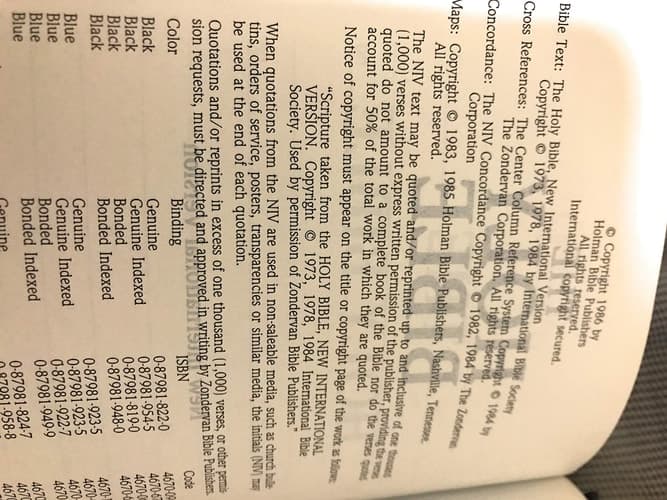 © Copyright 1986 by
Holman Bible Publishers
All rights reserved.
International copyright secured.
Bible Text: The Holy Bible, New International Version
Copyright © 1973, 1978, 1984 by International Bible Society
Cross References: The Center Column Reference System Copyright © 1984 by
The Zondervan Corporation. All rights reserved.
Concordance: The NIV Concordance Copyright © 1982, 1984 by The Zondervan
Corporation
Maps: Copyright © 1983, 1985 Holman Bible Publishers, Nashville, Tennessee.
All rights reserved.
The NIV text may be quoted and/or reprinted up to and inclusive of one thousand
(1,000) verses without express written permission of the publisher, providing the verses
quoted do not amount to a complete book of the Bible nor do the verses quoted
account for 50% of the total work in which they are quoted.
Notice of copyright must appear on the title or copyright page of the work as follows:
"Scripture taken from the HOLY BIBLE, NEW INTERNATIONAL
VERSION. Copyright © 1973, 1978, 1984 International Bible
Society. Used by permission of Zondervan Bible Publishers."
When quotations from the NIV are used in non-saleable media, such as church bulle-
tins, orders of service, posters, transparencies or similar media, the initials (NIV) may
be used at the end of each quotation.
Quotations and/or reprints in excess of one thousand (1,000) verses, or other permis-
sion requests, must be directed and approved in writing by Zondervan Bible Publishers.
Color Binding ISBN Code
Black Genuine 0-87981-822-0
Black Genuine Indexed 0-87981-954-5
Black Bonded 0-87981-819-0
Black Bonded Indexed 0-87981-948-0
Blue Genuine 0-87981-923-5
Blue Genuine Indexed 0-87981-922-7
Blue Bonded 0-87981-949-9
Blue Bonded Indexed 0-87981-824-7
Genuine